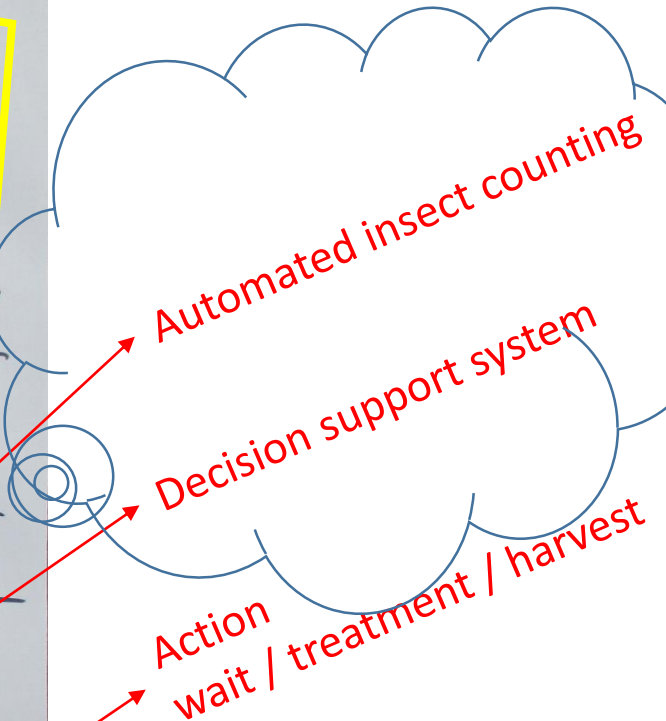 Automated insect counting
Decision support system
Action
wait / treatment / harvest